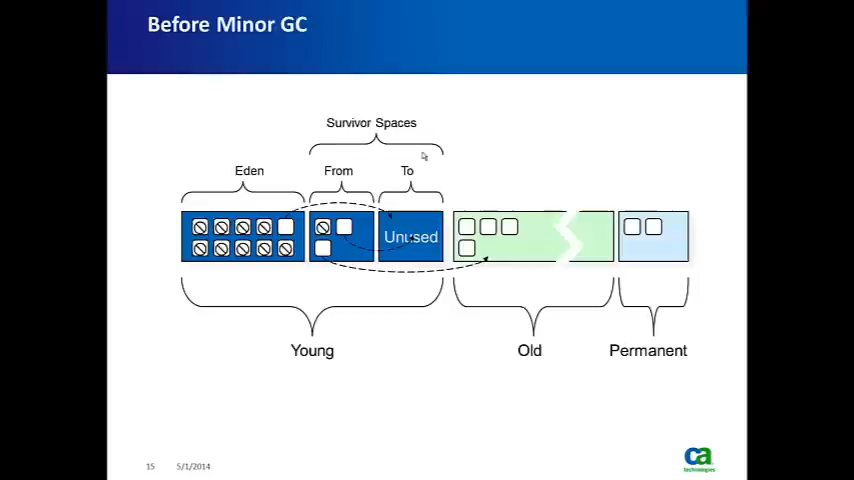 Before Minor GC
Survivor Spaces
Eden
From
To
Unused
Young
Old
Permanent
15
5/1/2014
ca
technologies